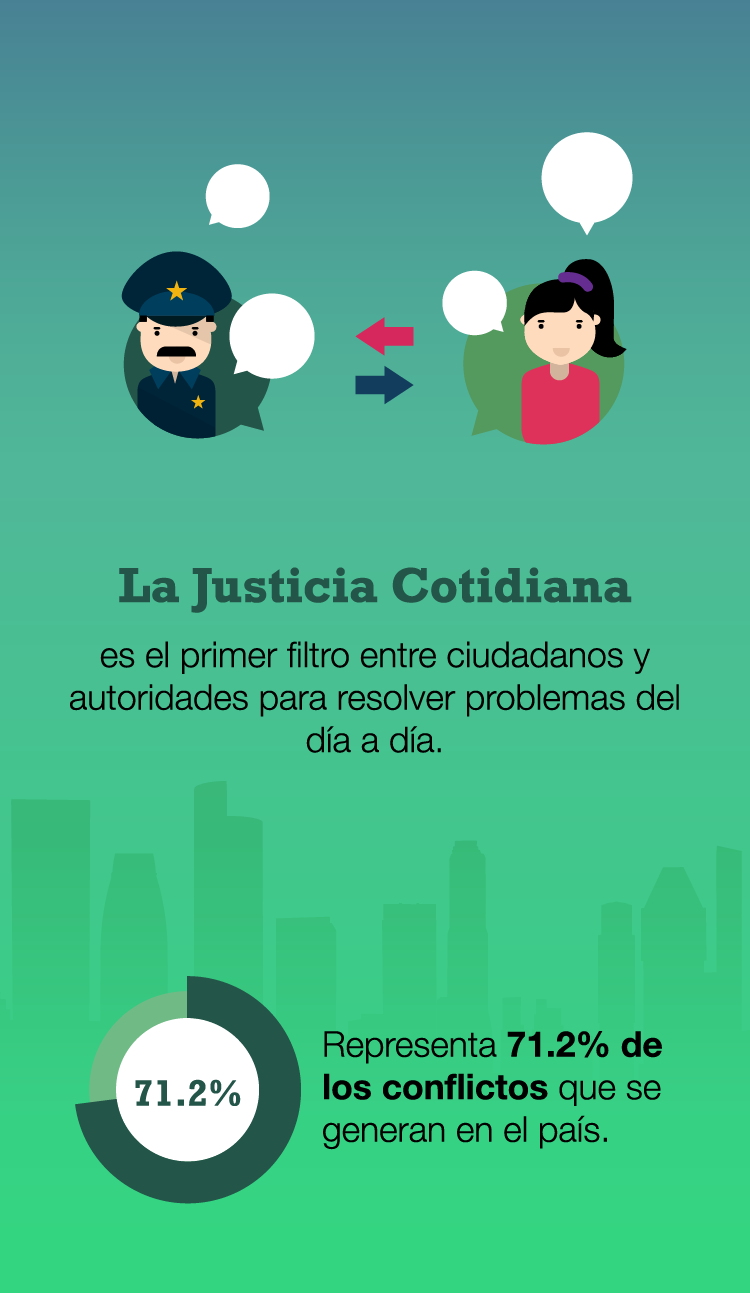 La Justicia Cotidiana
es el primer filtro entre ciudadanos y
autoridades para resolver problemas del
día a día.
71.2%
Representa 71.2% de
los conflictos que se
generan en el país.